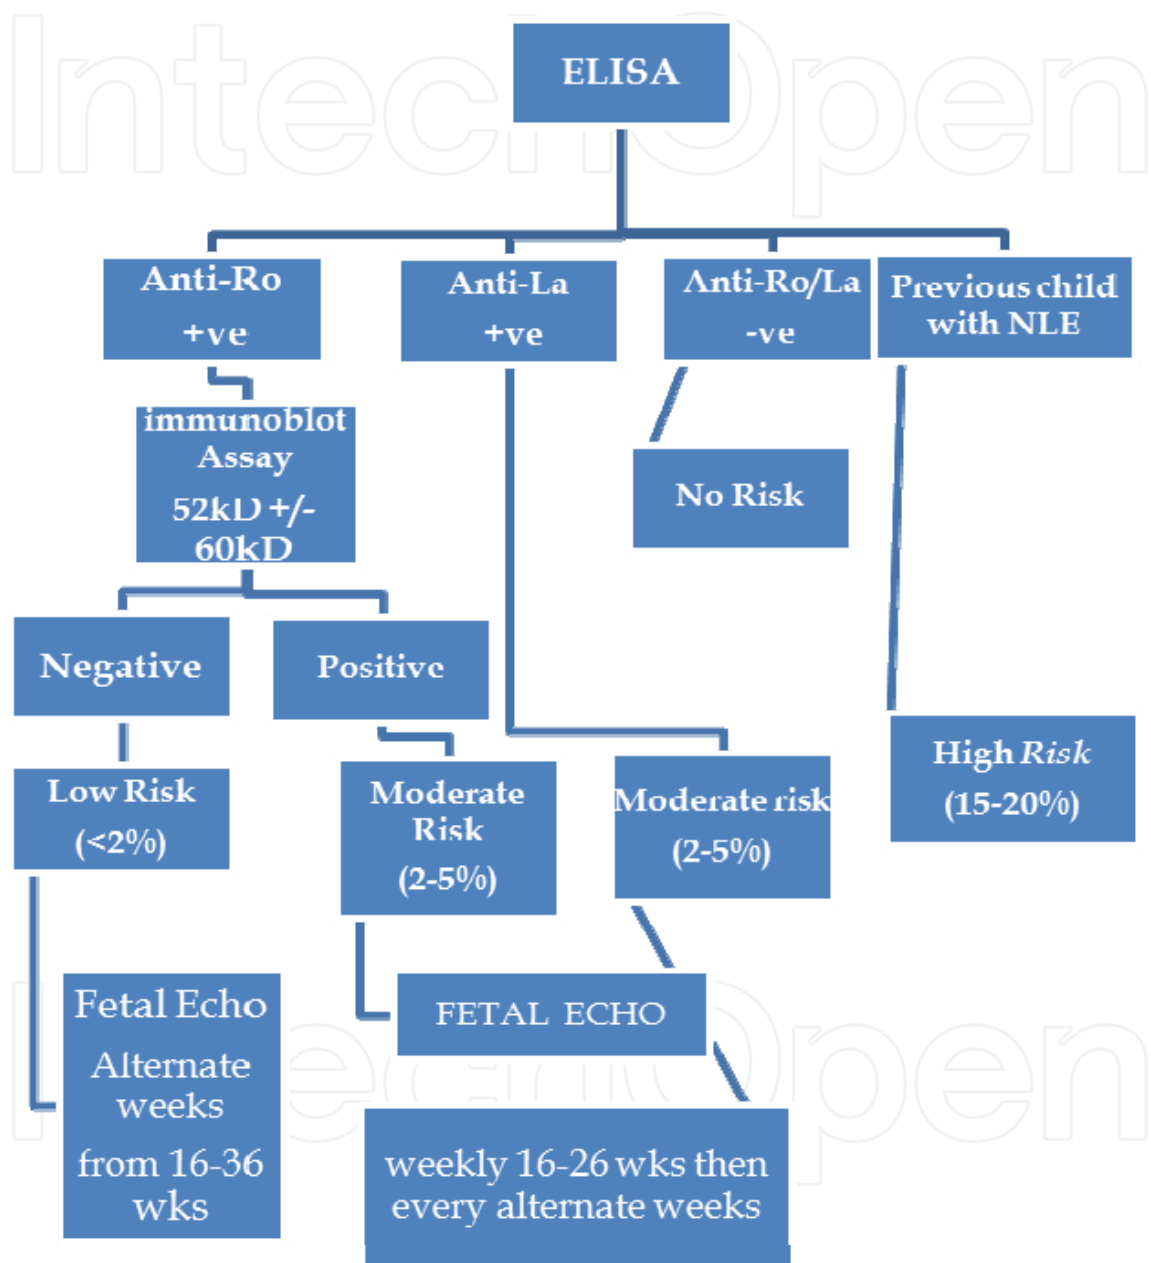 IntechOpen
ELISA
Anti-Ro
+ve
Anti-La
+ve
Anti-Ro/La
-ve
Previous child
with NLE
immunoblot
Assay
52kD +/-
60kD
No Risk
Negative
Positive
Low Risk
(<2%)
Moderate
Risk
(2-5%)
Moderate risk
(2-5%)
High Risk
(15-20%)
Fetal Echo
Alternate
weeks
from 16-36
wks
FETAL ECHO
weekly 16-26 wks then
every alternate weeks
IntechOpen